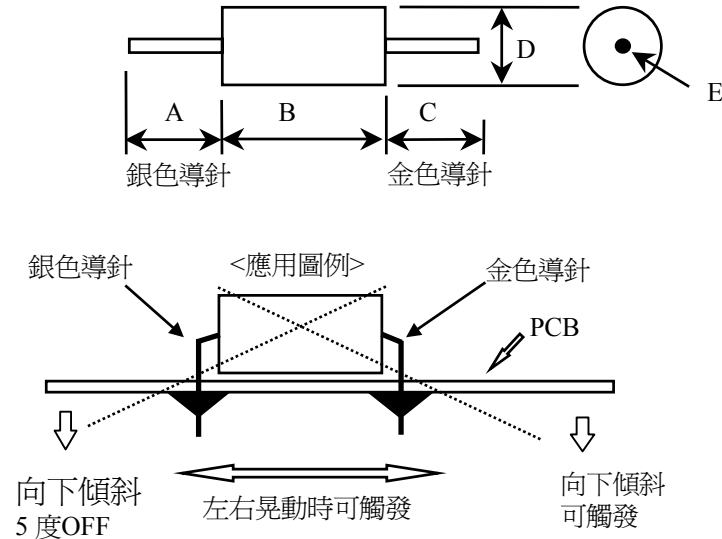 D
E
A B C
銀色導針 金色導針
<應用圖例>
銀色導針 金色導針
PCB
向下傾斜
5 度OFF
左右晃動時可觸發
向下傾斜
可觸發